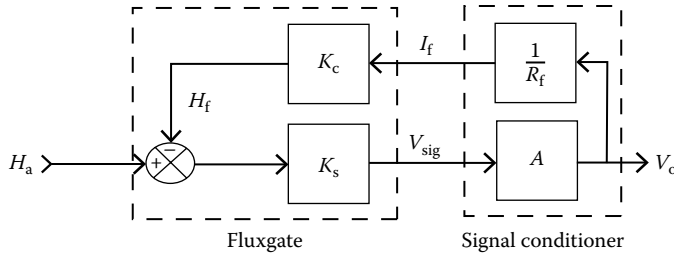 I_f
K_c
1
R_f
H_f
−
H_a
+
K_s
V_sig
A
V_o
Fluxgate
Signal conditioner